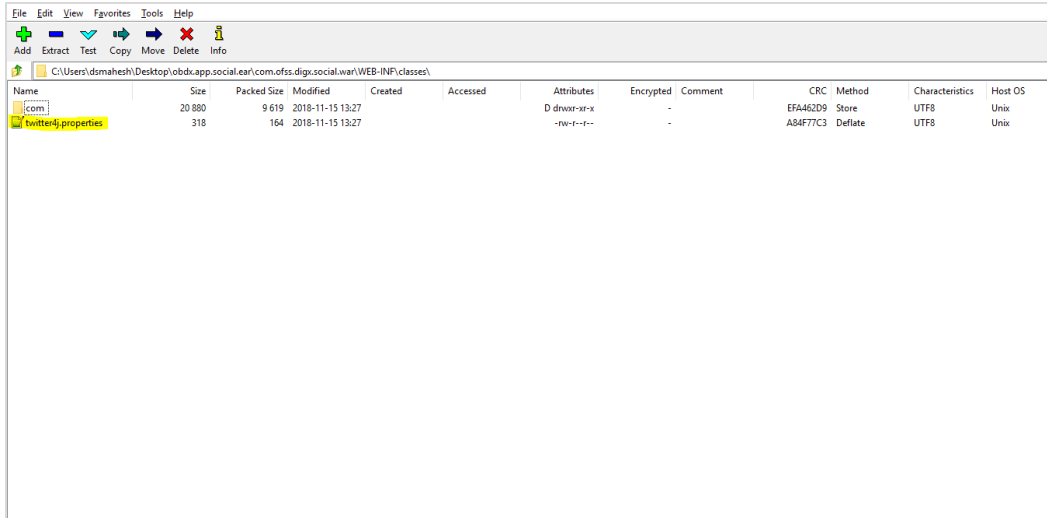 File Edit View Favorites Tools Help
Add Extract Test Copy Move Delete Info
C:\Users\dsmahesh\Desktop\obdx.app.social.ear\com.ofss.digx.social.war\WEB-INF\classes\
Name Size Packed Size Modified Created Accessed Attributes Encrypted Comment CRC Method Characteristics Host OS
com 20 880 9 619 2018-11-15 13:27 D drwxr-xr-x - EFA462D9 Store UTF8 Unix
twitter4j.properties 318 164 2018-11-15 13:27 -rw-r--r-- - A84F77C3 Deflate UTF8 Unix